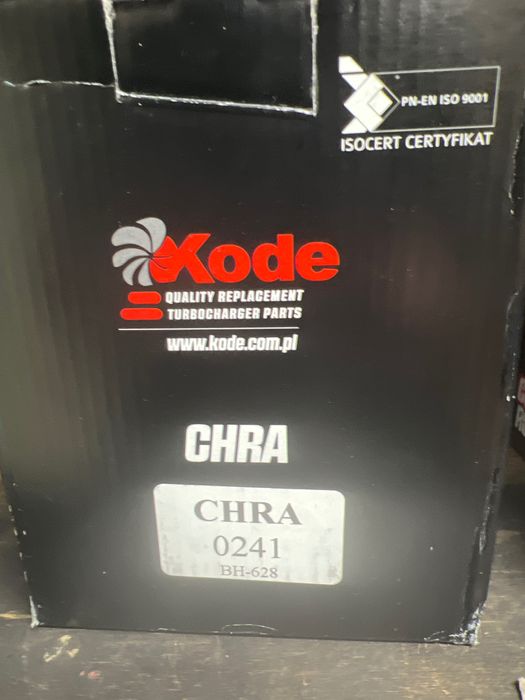 PN-EN ISO 9001
ISOCERT CERTYFIKAT
Kode
QUALITY REPLACEMENT
TURBOCHARGER PARTS
www.kode.com.pl
CHRA
CHRA
0241
BH-628